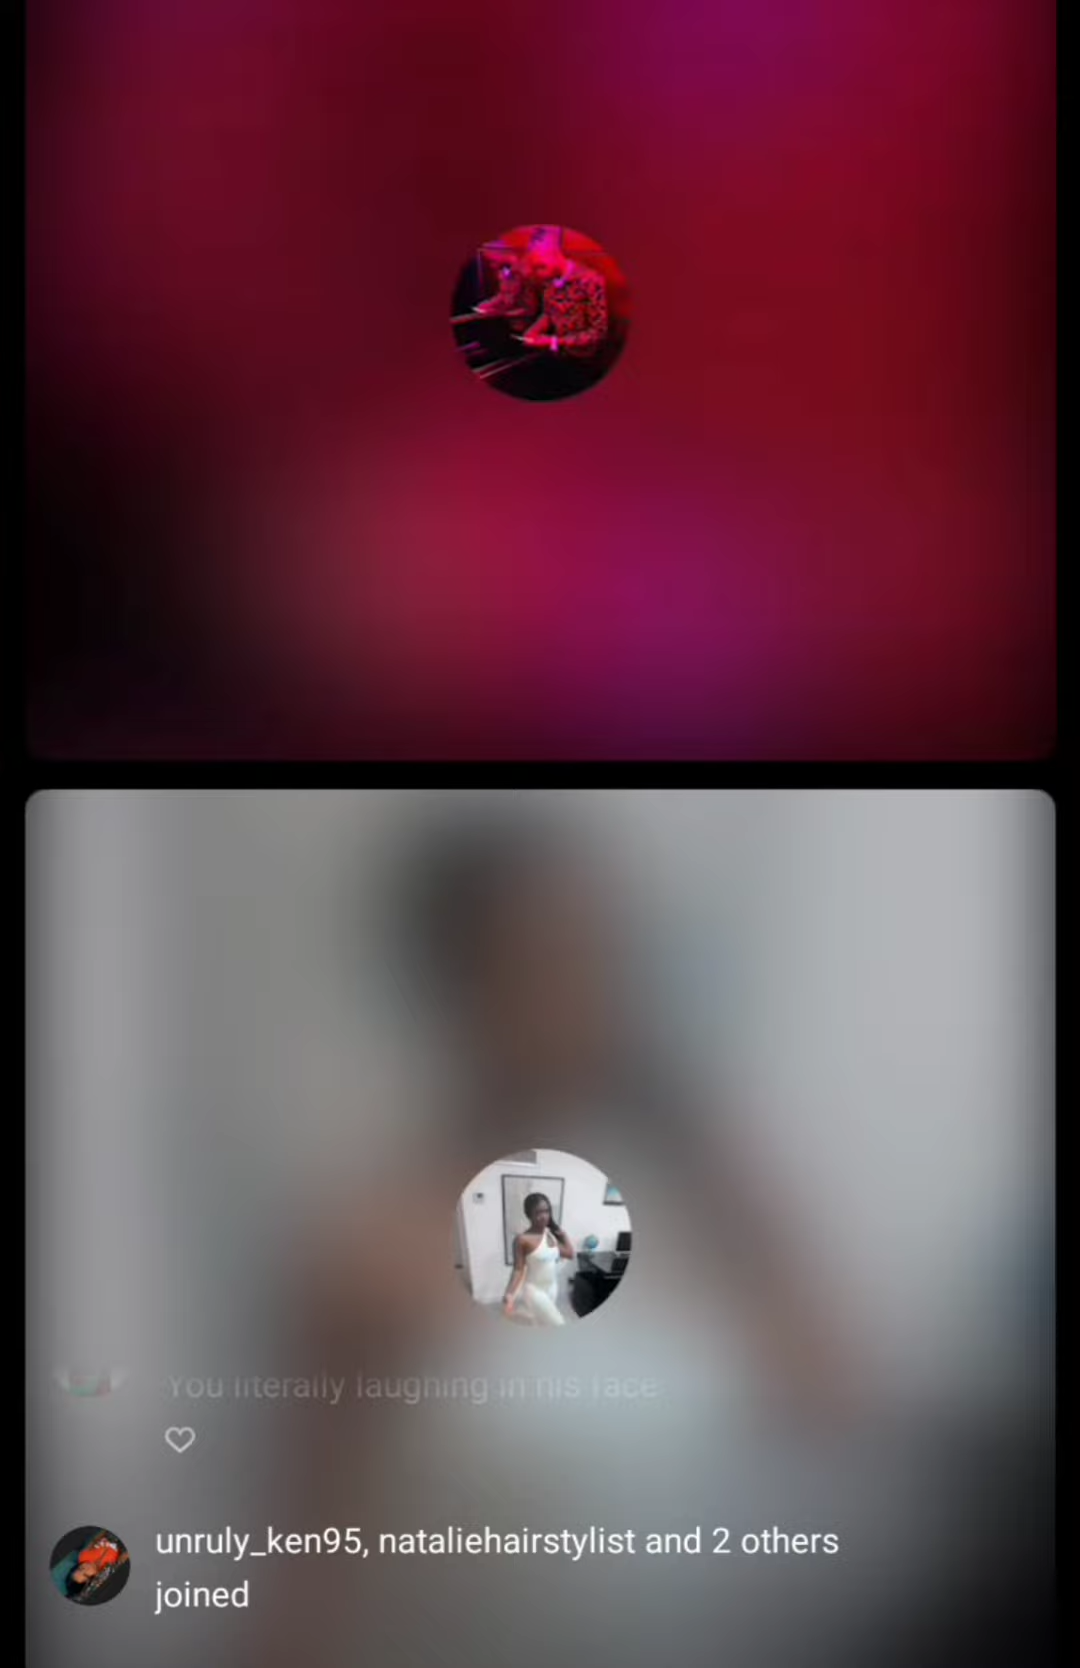 You literally laughing in his face
unruly_ken95, nataliehairstylist and 2 others
joined